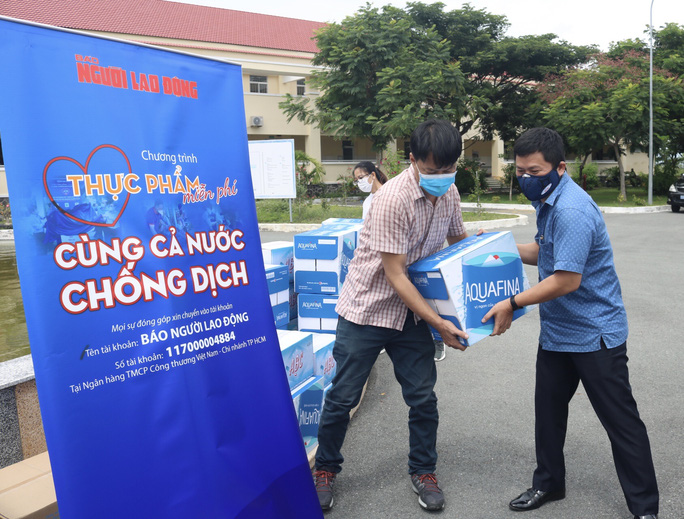 BÁO
NGƯỜI LAO ĐỘNG
Chương trình
THỰC PHẨM
miễn phí
CÙNG CẢ NƯỚC
CHỐNG DỊCH
Mọi sự đóng góp xin chuyển vào tài khoản
Tên tài khoản: BÁO NGƯỜI LAO ĐỘNG
Số tài khoản: 117000004884
Tại Ngân hàng TMCP Công thương Việt Nam - Chi nhánh TP HCM
AQUAFINA
AQUAFINA
AQUAFINA
AQUAFINA